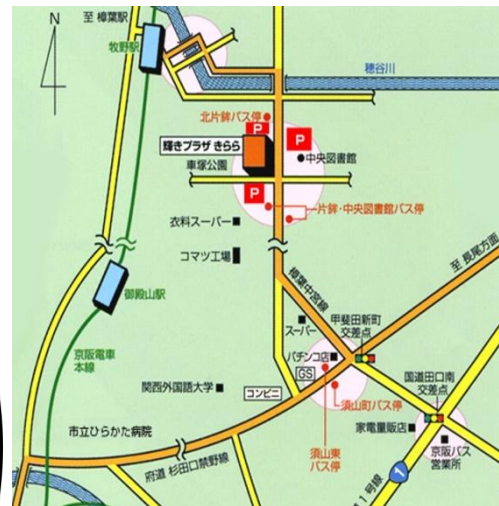 N
至 樟葉駅
牧野駅
穂谷川
北片鉾バス停
P
P
輝きプラザ きらら
車塚公園
中央図書館
P
片鉾・中央図書館バス停
衣料スーパー
コマツ工場
至 長尾方面
御殿山駅
樟葉中宮線
甲斐田新町
交差点
スーパー
パチンコ店
GS
京阪電車
本線
関西外国語大学
コンビニ
須山町バス停
国道田口南
交差点
市立ひらかた病院
家電量販店
京阪バス
営業所
須山東
バス停
府道 杉田口禁野線
1
1号線